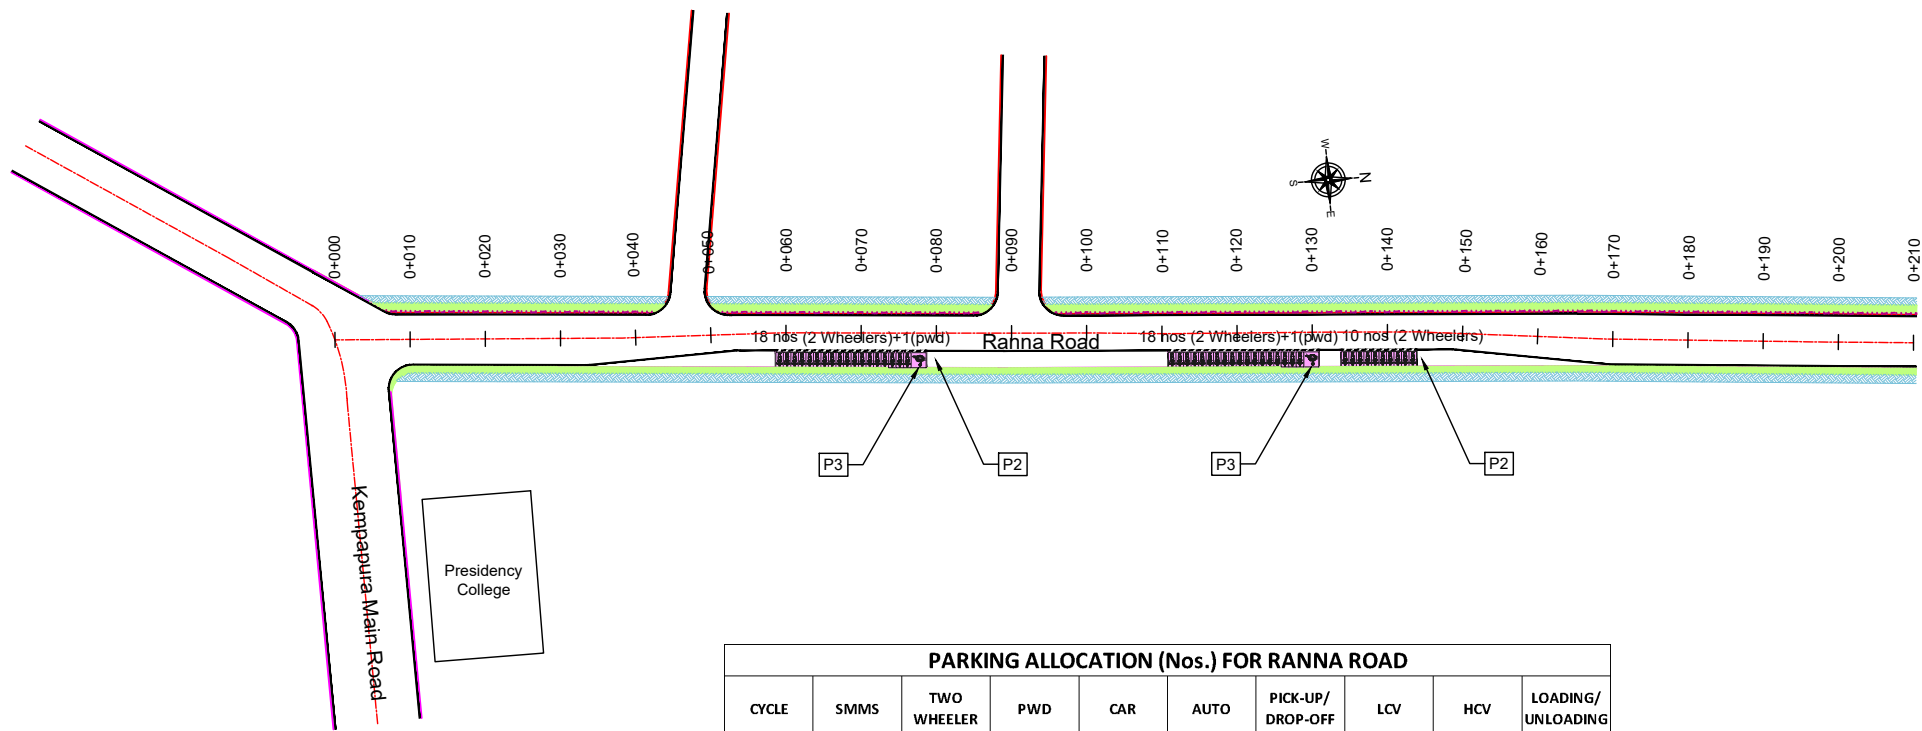 W
N
S
E
0+000
0+010
0+020
0+030
0+040
0+050
0+060
0+070
0+080
0+090
0+100
0+110
0+120
0+130
0+140
0+150
0+160
0+170
0+180
0+190
0+200
0+210
18 nos (2 Wheelers)+1(pwd)
Ranna Road
18 nos (2 Wheelers)+1(pwd)
10 nos (2 Wheelers)
P3
P2
P3
P2
Kempapura Main Road
Presidency
College
PARKING ALLOCATION (Nos.) FOR RANNA ROAD
CYCLE
SMMS
TWO
WHEELER
PWD
CAR
AUTO
PICK-UP/
DROP-OFF
LCV
HCV
LOADING/
UNLOADING